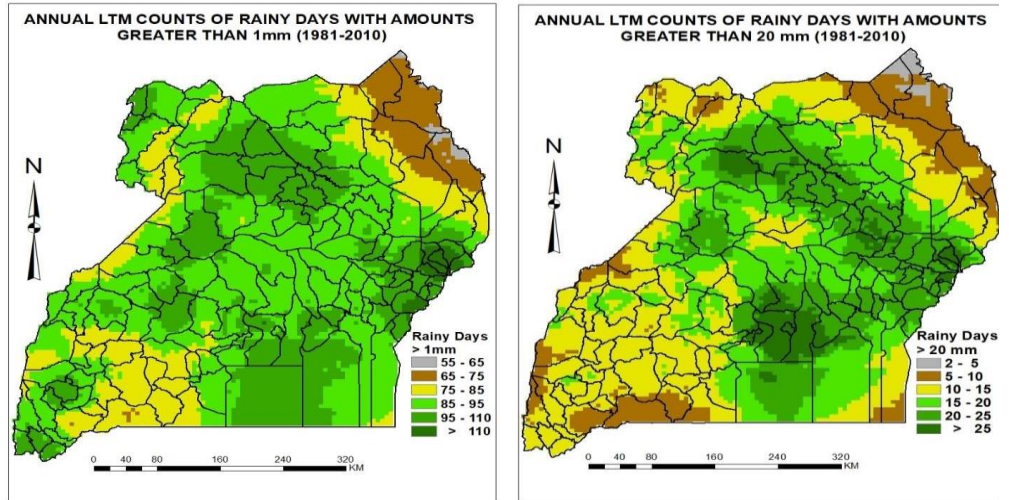 ANNUAL LTM COUNTS OF RAINY DAYS WITH AMOUNTS
GREATER THAN 1mm (1981-2010)
N
Rainy Days
> 1mm
55 - 65
65 - 75
75 - 85
85 - 95
95 - 110
> 110
0 40 80 160 240 320
KM
ANNUAL LTM COUNTS OF RAINY DAYS WITH AMOUNTS
GREATER THAN 20 mm (1981-2010)
N
Rainy Days
> 20 mm
2 - 5
5 - 10
10 - 15
15 - 20
20 - 25
> 25
0 40 80 160 240 320
KM